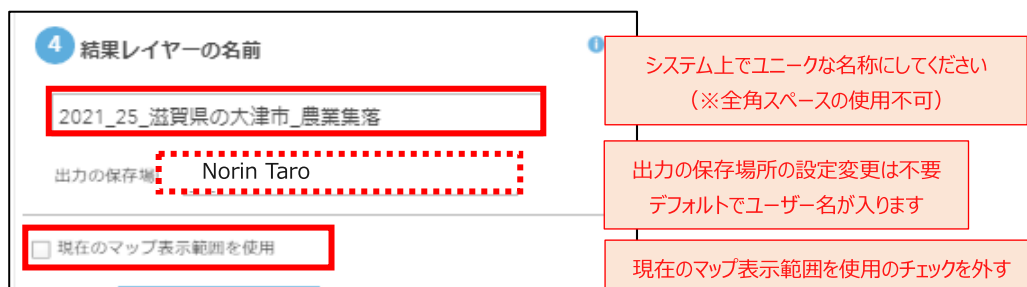 4 結果レイヤーの名前
2021_25_滋賀県の大津市_農業集落
出力の保存場
Norin Taro
現在のマップ表示範囲を使用
システム上でユニークな名称にしてください
(※全角スペースの使用不可)
出力の保存場所の設定変更は不要
デフォルトでユーザー名が入ります
現在のマップ表示範囲を使用のチェックを外す